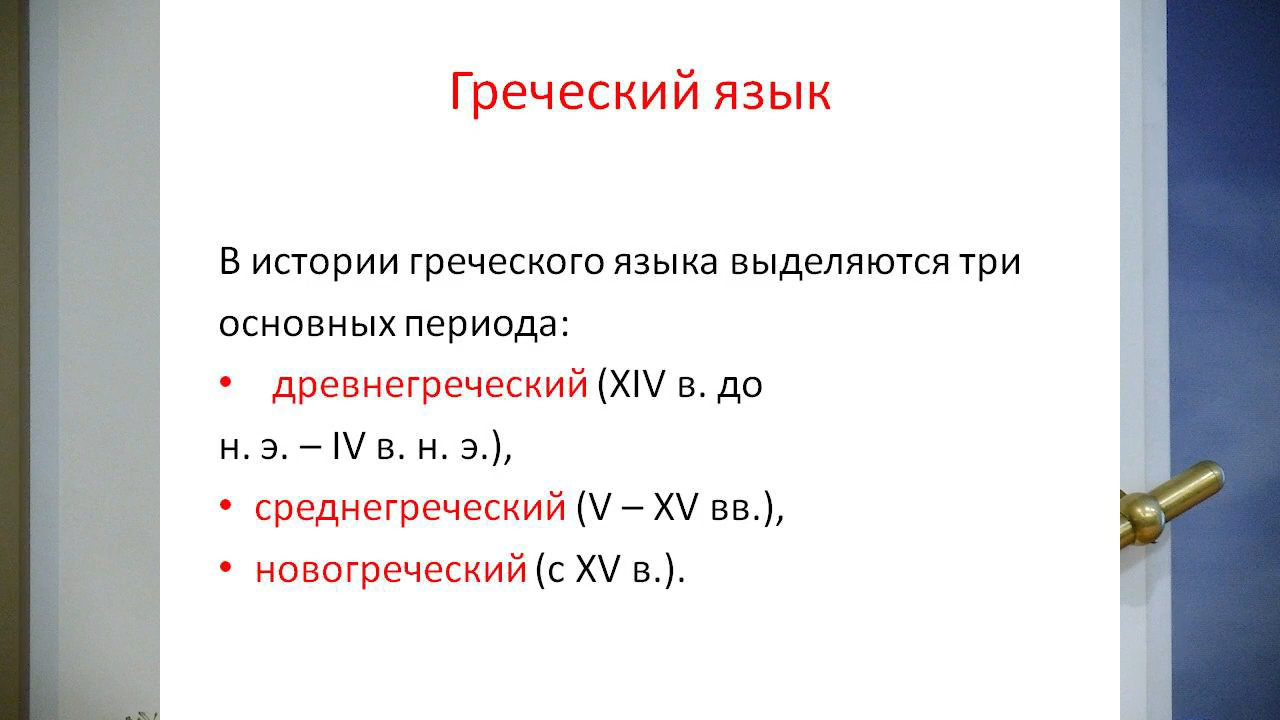 Греческий язык
В истории греческого языка выделяются три
основных периода:
• древнегреческий (XIV в. до
н. э. – IV в. н. э.),
• среднегреческий (V – XV вв.),
• новогреческий (с XV в.).